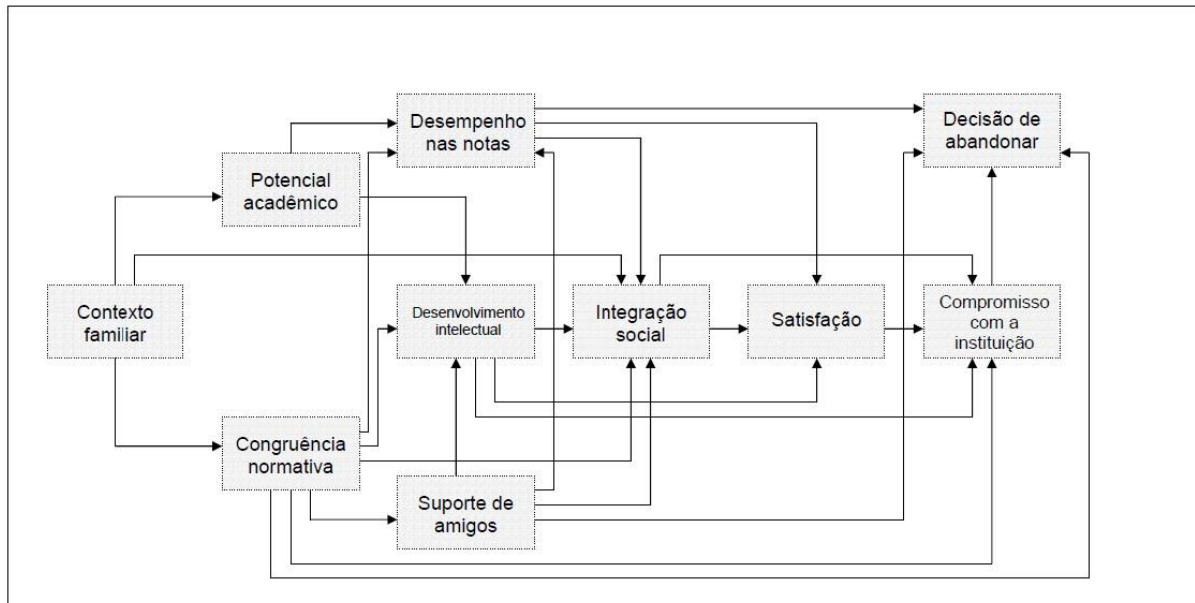 Desempenho
nas notas
Decisão de
abandonar
Potencial
acadêmico
Contexto
familiar
Desenvolvimento
intelectual
Integração
social
Satisfação
Compromisso
com a
instituição
Congruência
normativa
Suporte de
amigos